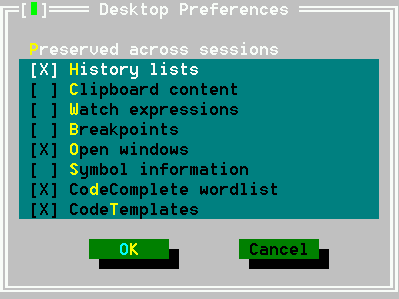 [■] Desktop Preferences
Preserved across sessions
[X] History lists
[ ] Clipboard content
[ ] Watch expressions
[ ] Breakpoints
[X] Open windows
[ ] Symbol information
[X] CodeComplete wordlist
[X] CodeTemplates
OK Cancel